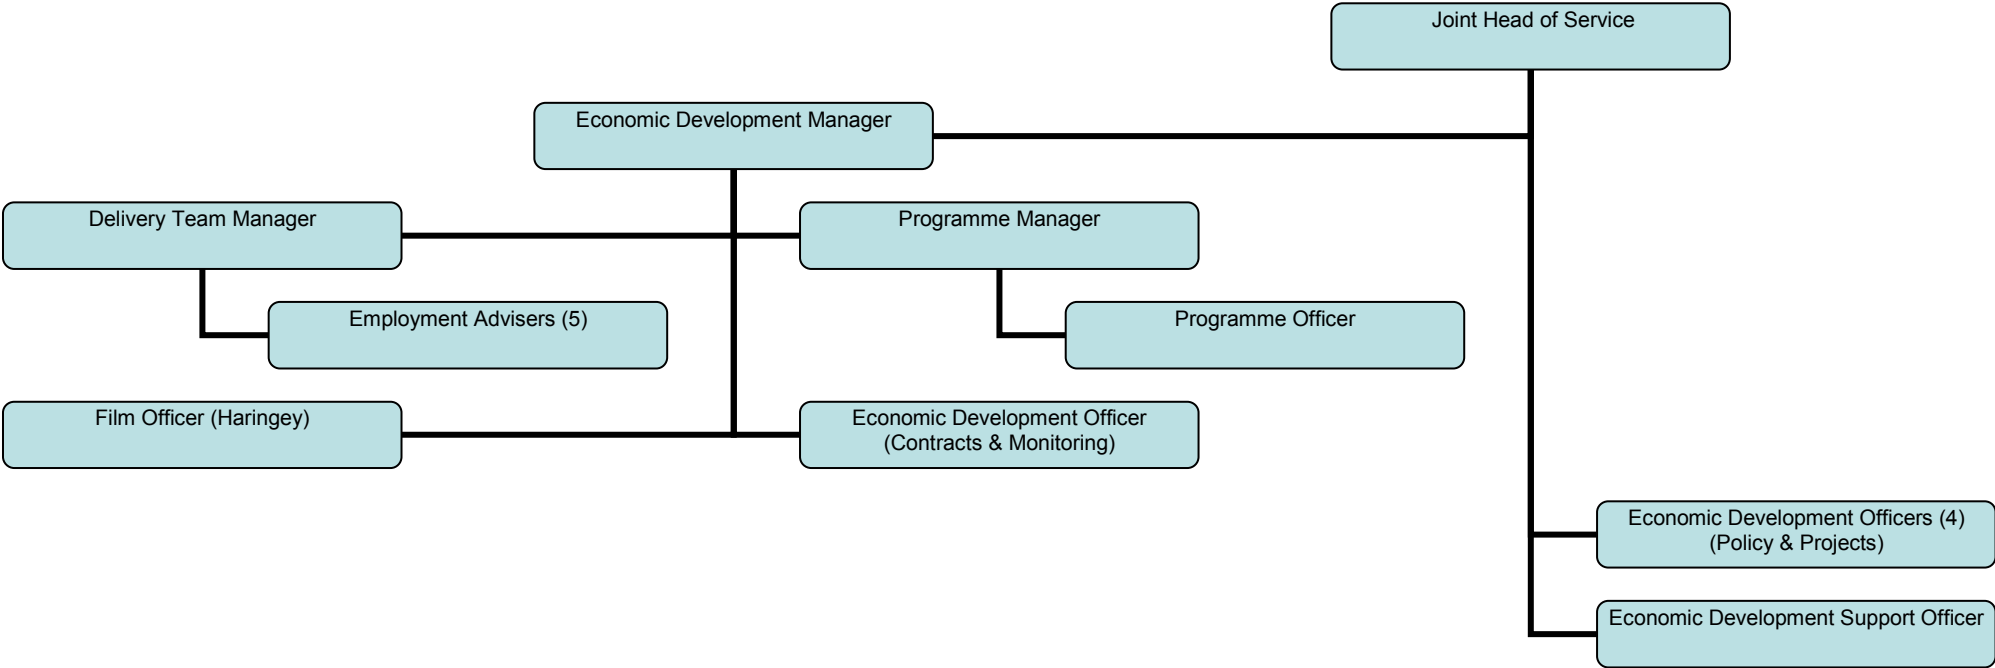 Joint Head of Service
Economic Development Manager
Delivery Team Manager
Programme Manager
Employment Advisers (5)
Programme Officer
Film Officer (Haringey)
Economic Development Officer
(Contracts & Monitoring)
Economic Development Officers (4)
(Policy & Projects)
Economic Development Support Officer